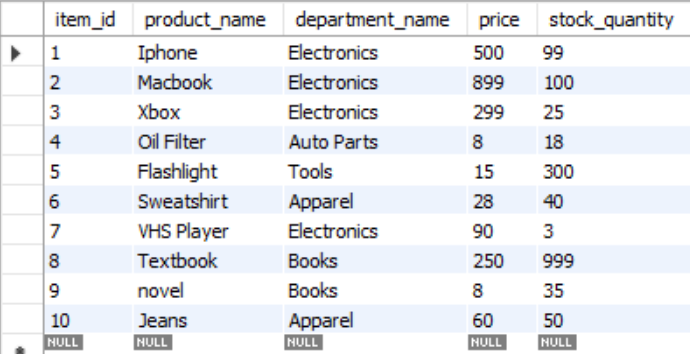 item_id product_name department_name price stock_quantity
1 Iphone Electronics 500 99
2 Macbook Electronics 899 100
3 Xbox Electronics 299 25
4 Oil Filter Auto Parts 8 18
5 Flashlight Tools 15 300
6 Sweatshirt Apparel 28 40
7 VHS Player Electronics 90 3
8 Textbook Books 250 999
9 novel Books 8 35
10 Jeans Apparel 60 50
NULL NULL NULL NULL NULL